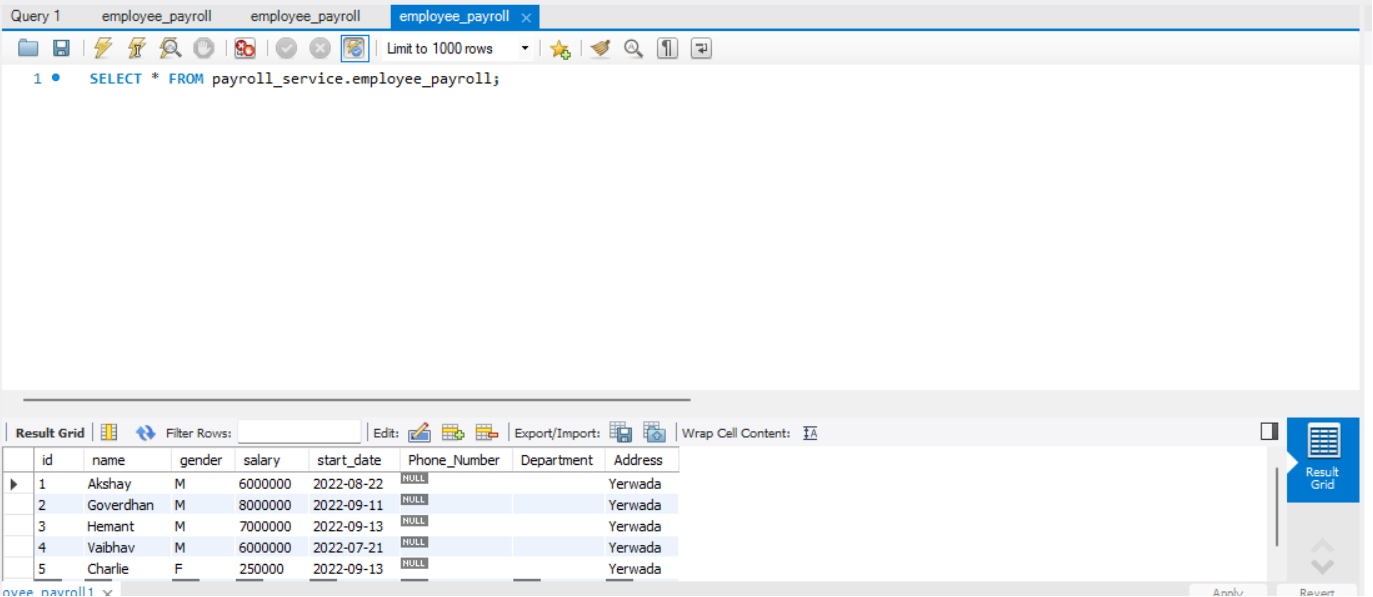 Query 1 employee_payroll employee_payroll employee_payroll ×
Limit to 1000 rows
1 SELECT * FROM payroll_service.employee_payroll;
Result Grid Filter Rows: Edit: Export/Import: Wrap Cell Content: IA
id name gender salary start_date Phone_Number Department Address
1 Akshay M 6000000 2022-08-22 NULL Yerwada
2 Goverdhan M 8000000 2022-09-11 NULL Yerwada
3 Hemant M 7000000 2022-09-13 NULL Yerwada
4 Vaibhav M 6000000 2022-07-21 NULL Yerwada
5 Charlie F 250000 2022-09-13 NULL Yerwada
Result
Grid
oyee_payroll1 × Apply Revert